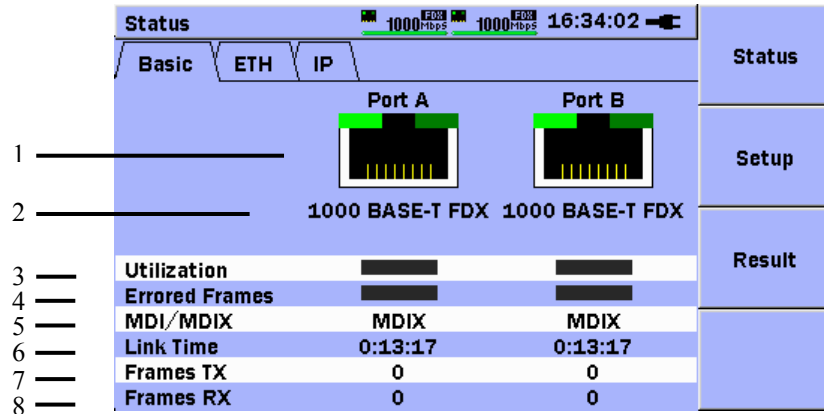 Status 1000 FDX Mbps 1000 FDX Mbps 16:34:02
Status
Basic ETH IP
Port A Port B
1
Setup
2 1000 BASE-T FDX 1000 BASE-T FDX
Result
3 Utilization
4 Errored Frames
5 MDI/MDIX MDIX MDIX
6 Link Time 0:13:17 0:13:17
7 Frames TX 0 0
8 Frames RX 0 0